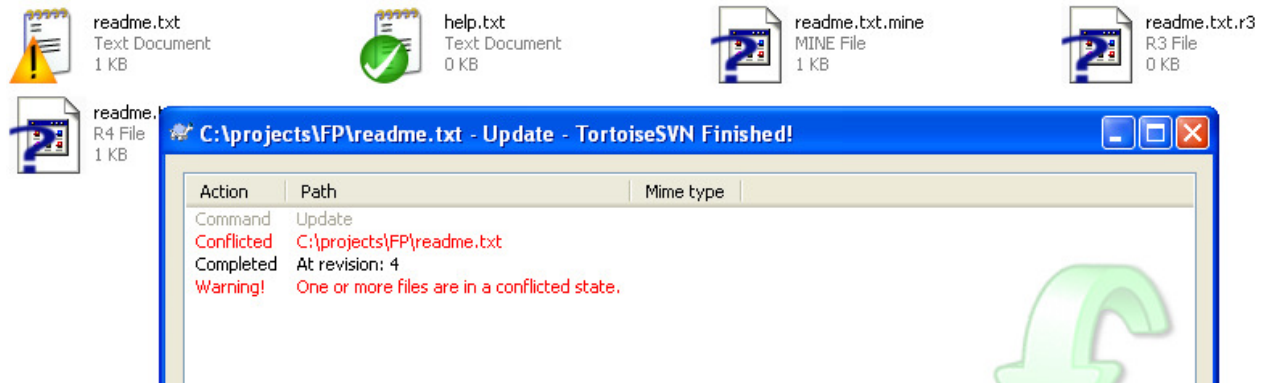 readme.txt
Text Document
1 KB
help.txt
Text Document
0 KB
readme.txt.mine
MINE File
1 KB
readme.txt.r3
R3 File
0 KB
readme.
R4 File
1 KB
C:\projects\FP\readme.txt - Update - TortoiseSVN Finished!
Action Path Mime type
Command Update
Conflicted C:\projects\FP\readme.txt
Completed At revision: 4
Warning! One or more files are in a conflicted state.